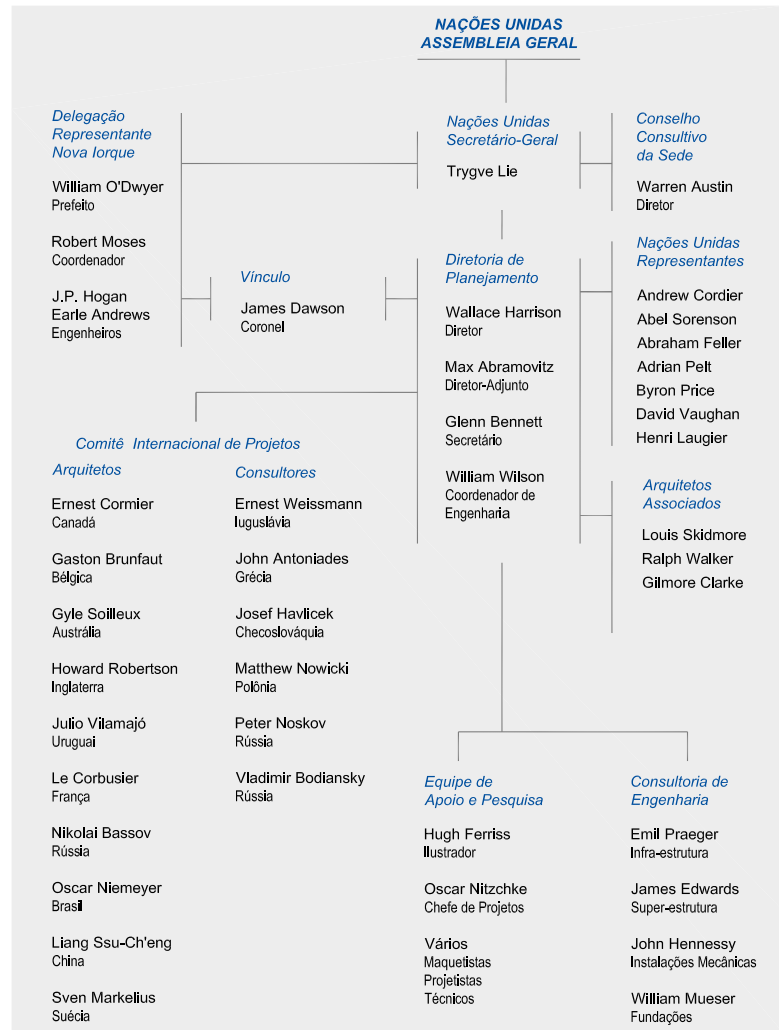 NAÇÕES UNIDAS
ASSEMBLEIA GERAL
Delegação
Representante
Nova Iorque
William O'Dwyer
Prefeito
Robert Moses
Coordenador
J.P. Hogan
Earle Andrews
Engenheiros
Vínculo
James Dawson
Coronel
Nações Unidas
Secretário-Geral
Trygve Lie
Conselho
Consultivo
da Sede
Warren Austin
Diretor
Diretoria de
Planejamento
Wallace Harrison
Diretor
Max Abramovitz
Diretor-Adjunto
Glenn Bennett
Secretário
William Wilson
Coordenador de
Engenharia
Nações Unidas
Representantes
Andrew Cordier
Abel Sorenson
Abraham Feller
Adrian Pelt
Byron Price
David Vaughan
Henri Laugier
Arquitetos
Associados
Louis Skidmore
Ralph Walker
Gilmore Clarke
Comitê Internacional de Projetos
Arquitetos
Ernest Cormier
Canadá
Gaston Brunfaut
Bélgica
Gyle Soilleux
Austrália
Howard Robertson
Inglaterra
Julio Vilamajó
Uruguai
Le Corbusier
França
Nikolai Bassov
Rússia
Oscar Niemeyer
Brasil
Liang Ssu-Ch'eng
China
Sven Markelius
Suécia
Consultores
Ernest Weissmann
Iuguslávia
John Antoniades
Grécia
Josef Havlicek
Checoslováquia
Matthew Nowicki
Polônia
Peter Noskov
Rússia
Vladimir Bodiansky
Rússia
Equipe de
Apoio e Pesquisa
Hugh Ferriss
Ilustrador
Oscar Nitzchke
Chefe de Projetos
Vários
Maquetistas
Projetistas
Técnicos
Consultoria de
Engenharia
Emil Praeger
Infra-estrutura
James Edwards
Super-estrutura
John Hennessy
Instalações Mecânicas
William Mueser
Fundações